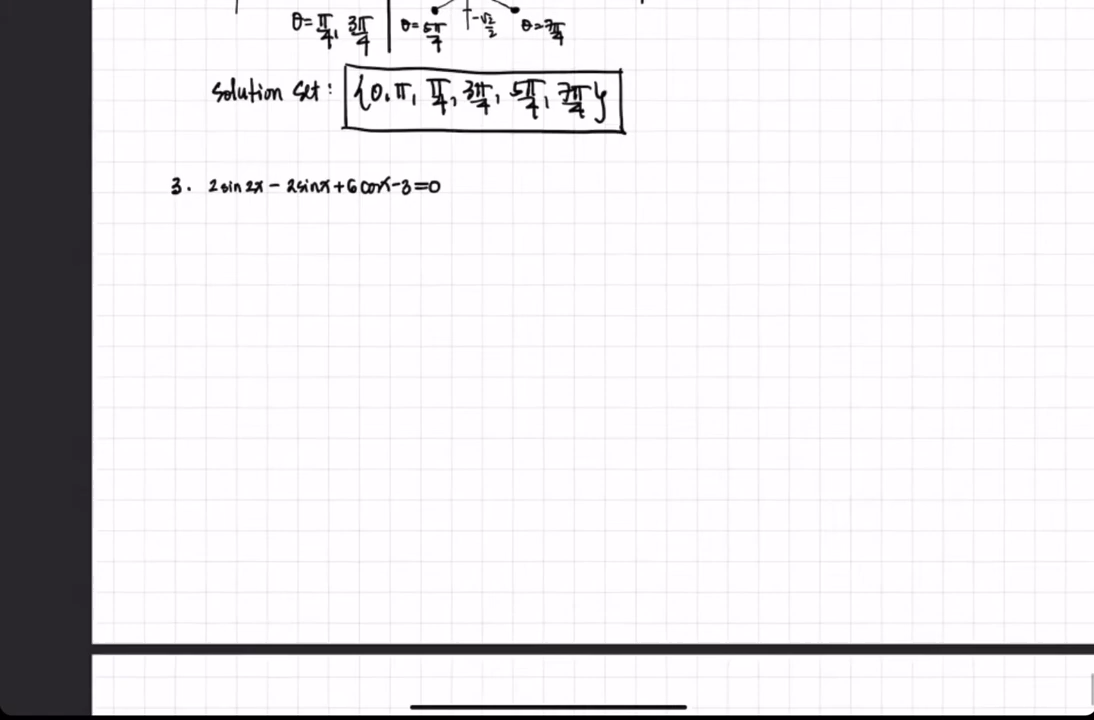 θ=π/4, 3π/4 | θ=5π/4 -√2/2 θ=7π/4
Solution Set: {0, π, π/4, 3π/4, 5π/4, 7π/4}
3. 2sin2x - 2sinx+6cosx-3=0